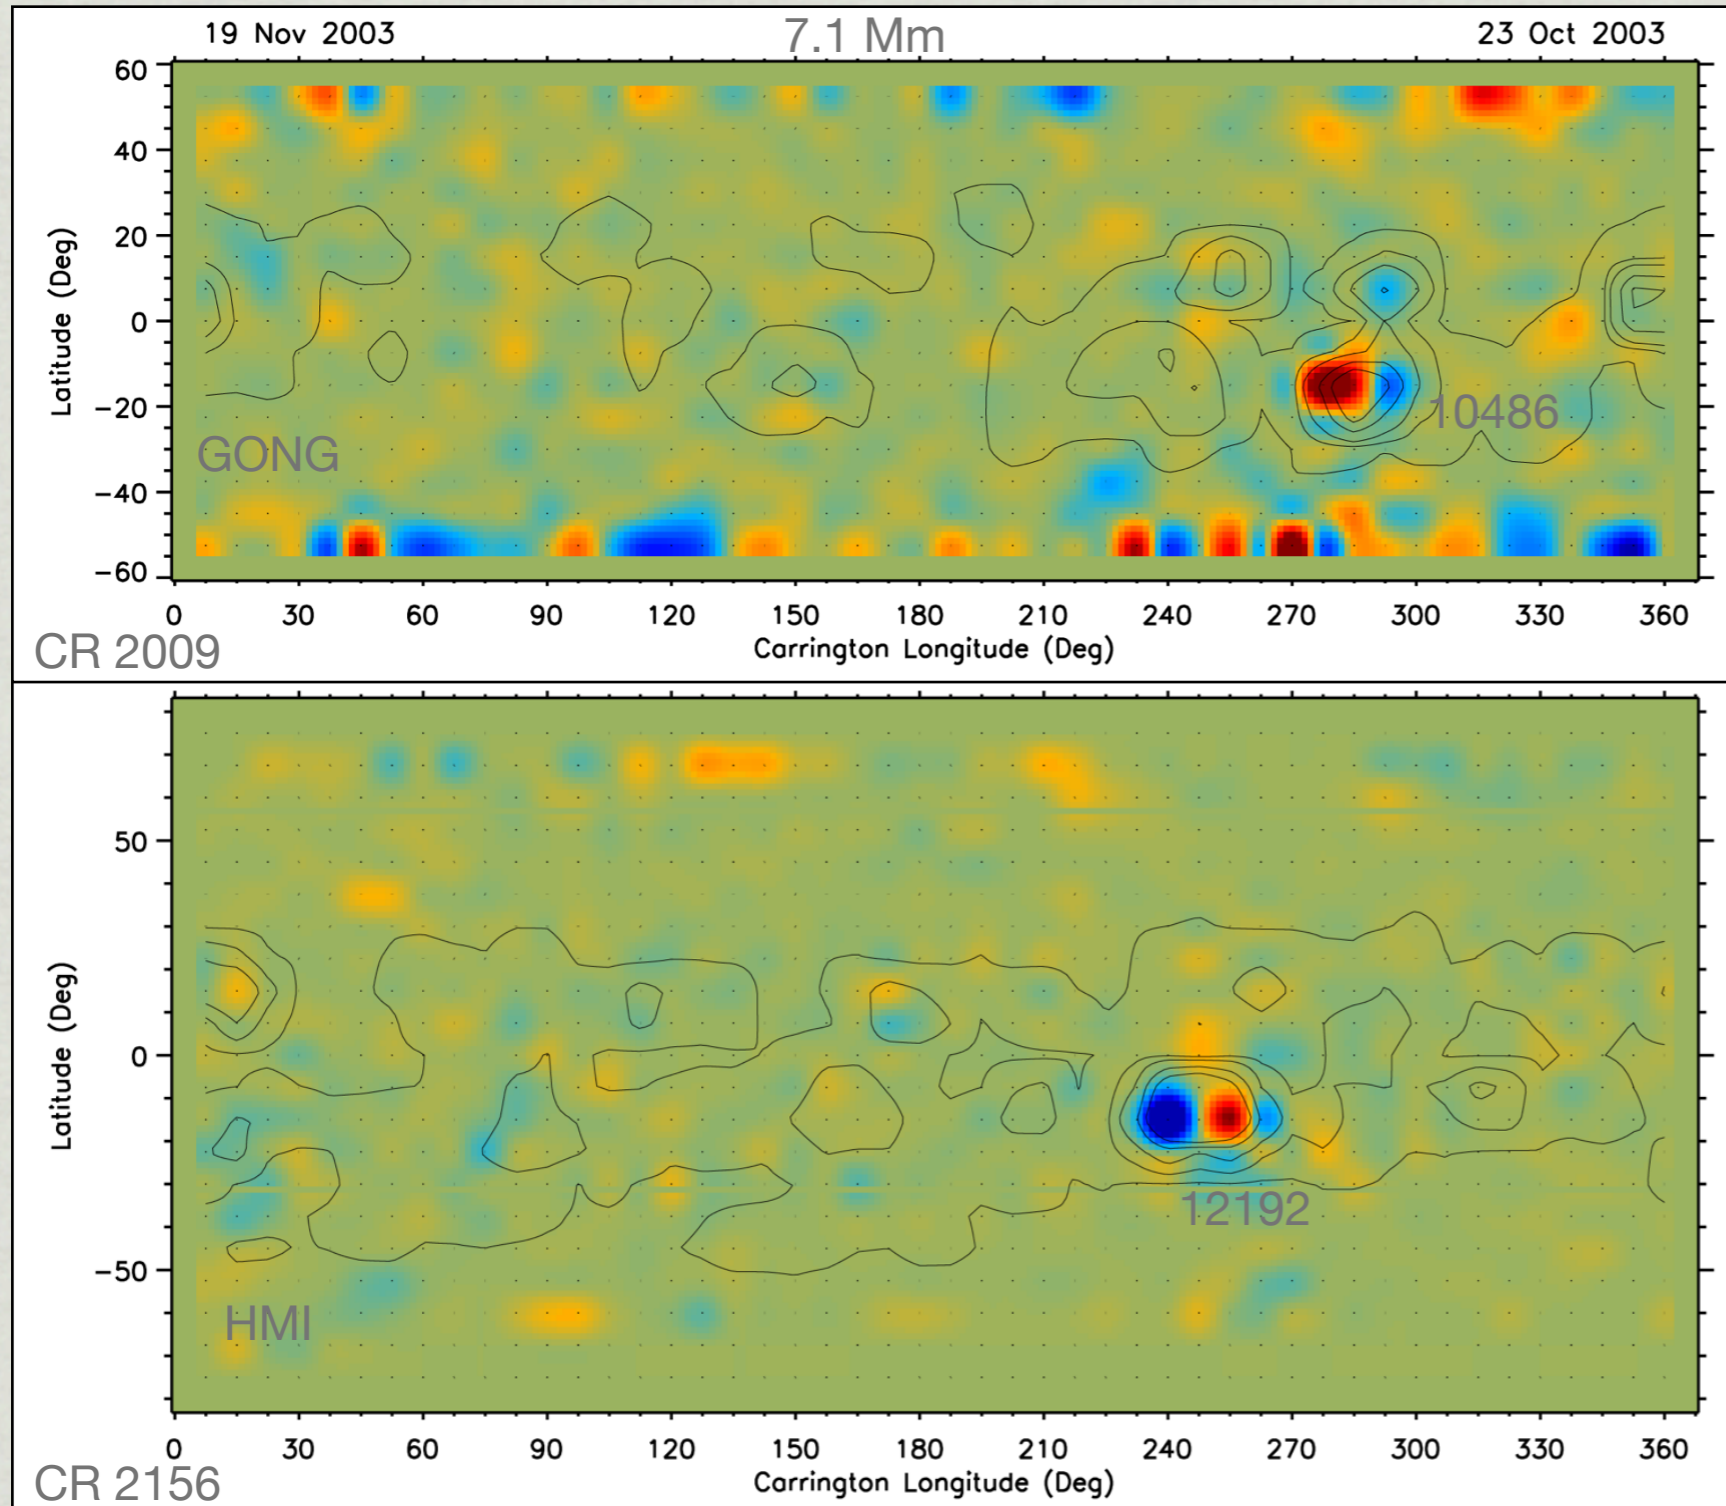 19 Nov 2003 7.1 Mm 23 Oct 2003
60
40
20
0
−20
−40
−60
Latitude (Deg)
GONG
10486
0 30 60 90 120 150 180 210 240 270 300 330 360
Carrington Longitude (Deg)
CR 2009
50
0
−50
Latitude (Deg)
12192
HMI
0 30 60 90 120 150 180 210 240 270 300 330 360
Carrington Longitude (Deg)
CR 2156